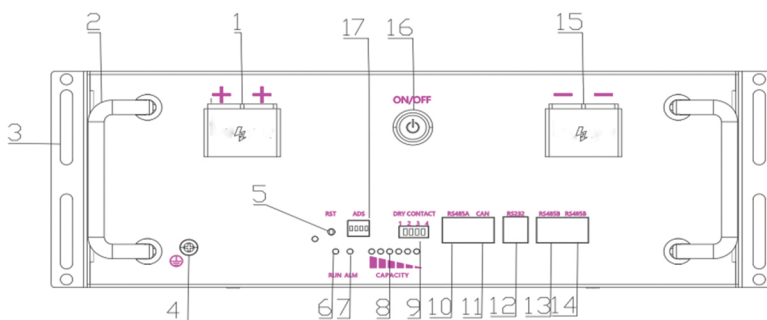 2
1
17
16
15
+ +
ON/OFF
− −
3
5
RST
ADS
DRY CONTACT
1 2 3 4
RS485A CAN
RS232
RS485B RS485B
RUN ALM
CAPACITY
4
6 7 8 9 10 11 12 13 14